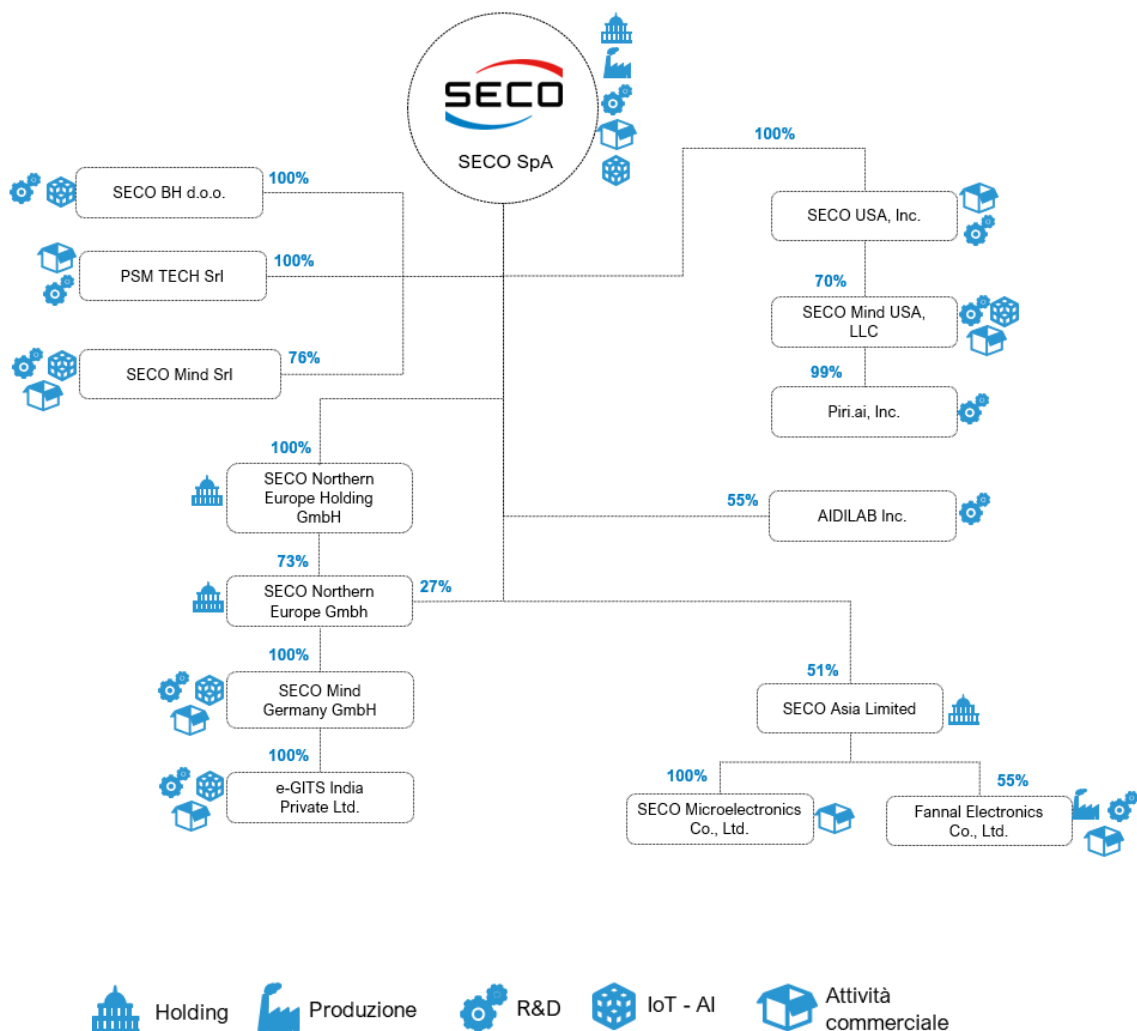 SECO
SECO SpA
100%
SECO BH d.o.o.
100%
PSM TECH Srl
100%
SECO Mind Srl
76%
SECO USA, Inc.
100%
SECO Mind USA,
LLC
70%
Piri.ai, Inc.
99%
SECO Northern
Europe Holding
GmbH
100%
AIDILAB Inc.
55%
SECO Northern
Europe Gmbh
73%
27%
SECO Mind
Germany GmbH
100%
SECO Asia Limited
51%
e-GITS India
Private Ltd.
100%
SECO Microelectronics
Co., Ltd.
55%
Fannal Electronics
Co., Ltd.
Holding
Produzione
R&D
IoT - AI
Attività
commerciale